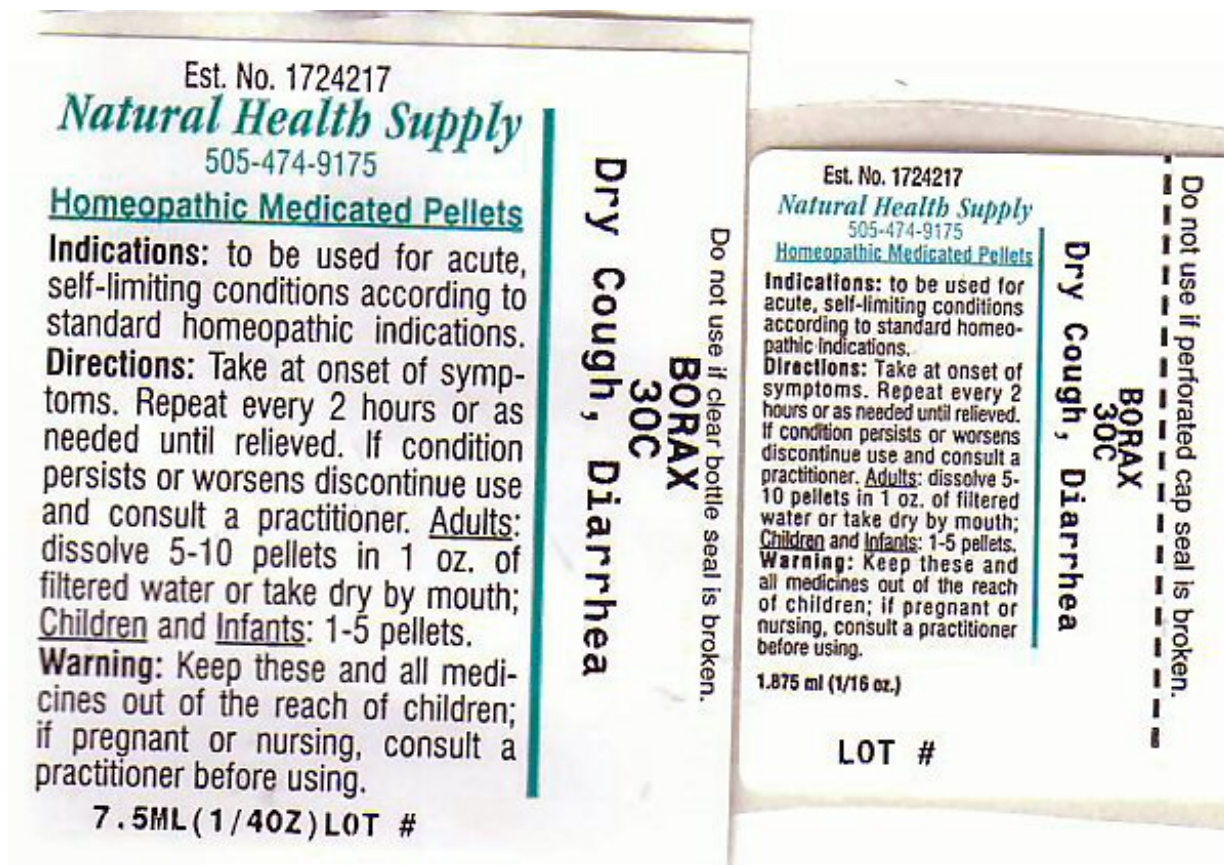 Est. No. 1724217
Natural Health Supply
505-474-9175
Homeopathic Medicated Pellets
Indications: to be used for acute,
self-limiting conditions according to
standard homeopathic indications.
Directions: Take at onset of symp-
toms. Repeat every 2 hours or as
needed until relieved. If condition
persists or worsens discontinue use
and consult a practitioner. Adults:
dissolve 5-10 pellets in 1 oz. of
filtered water or take dry by mouth;
Children and Infants: 1-5 pellets.
Warning: Keep these and all medi-
cines out of the reach of children;
if pregnant or nursing, consult a
practitioner before using.
7.5ML(1/4OZ)LOT #
Do not use if clear bottle seal is broken.
BORAX
30C
Dry Cough, Diarrhea
Est. No. 1724217
Natural Health Supply
505-474-9175
Homeopathic Medicated Pellets
Indications: to be used for
acute, self-limiting conditions
according to standard homeo-
pathic indications.
Directions: Take at onset of
symptoms. Repeat every 2
hours or as needed until relieved.
If condition persists or worsens
discontinue use and consult a
practitioner. Adults: dissolve 5-
10 pellets in 1 oz. of filtered
water or take dry by mouth;
Children and Infants: 1-5 pellets.
Warning: Keep these and
all medicines out of the reach
of children; if pregnant or
nursing, consult a practitioner
before using.
1.875 ml (1/16 oz.)
LOT #
Do not use if perforated cap seal is broken.
BORAX
30C
Dry Cough, Diarrhea